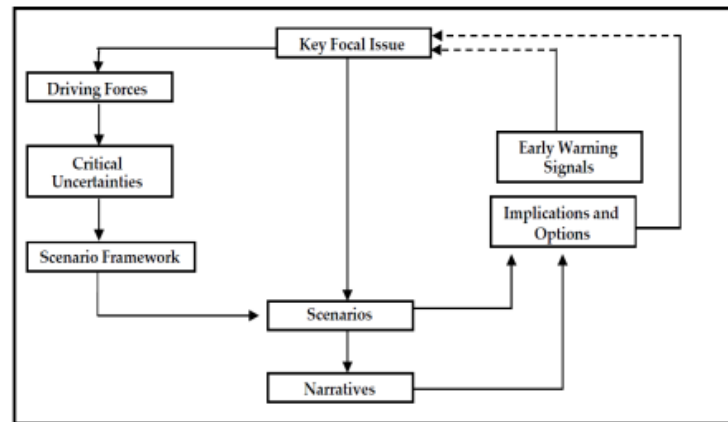 Key Focal Issue
Driving Forces
Critical
Uncertainties
Scenario Framework
Early Warning
Signals
Implications and
Options
Scenarios
Narratives